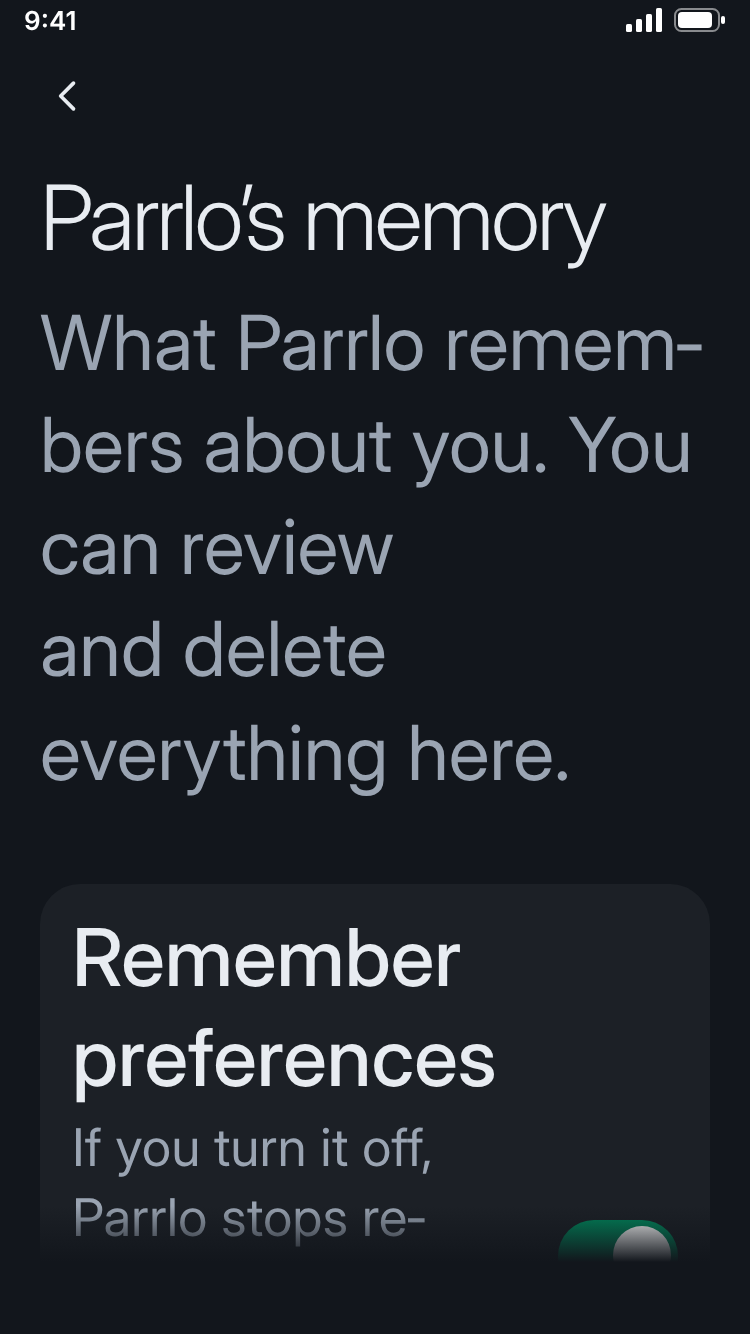 9:41
Parrlo’s memory
What Parrlo remem-
bers about you. You
can review
and delete
everything here.
Remember
preferences
If you turn it off,
Parrlo stops re-